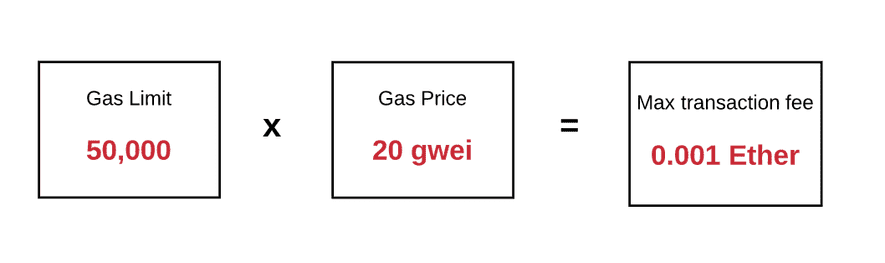 Gas Limit
50,000
x
Gas Price
20 gwei
=
Max transaction fee
0.001 Ether